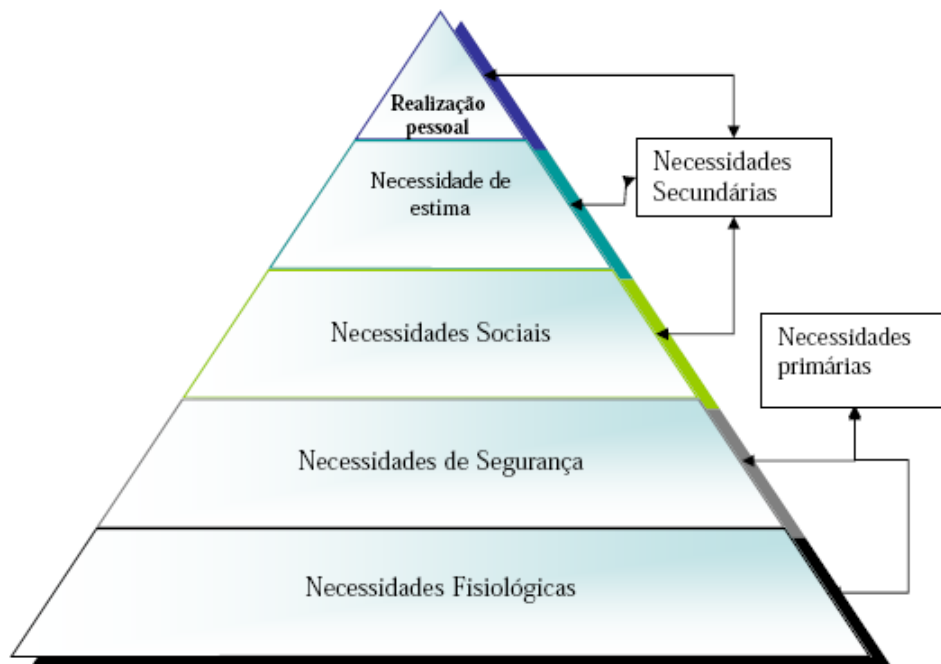 Realização
pessoal
Necessidade de
estima
Necessidades
Secundárias
Necessidades Sociais
Necessidades
primárias
Necessidades de Segurança
Necessidades Fisiológicas